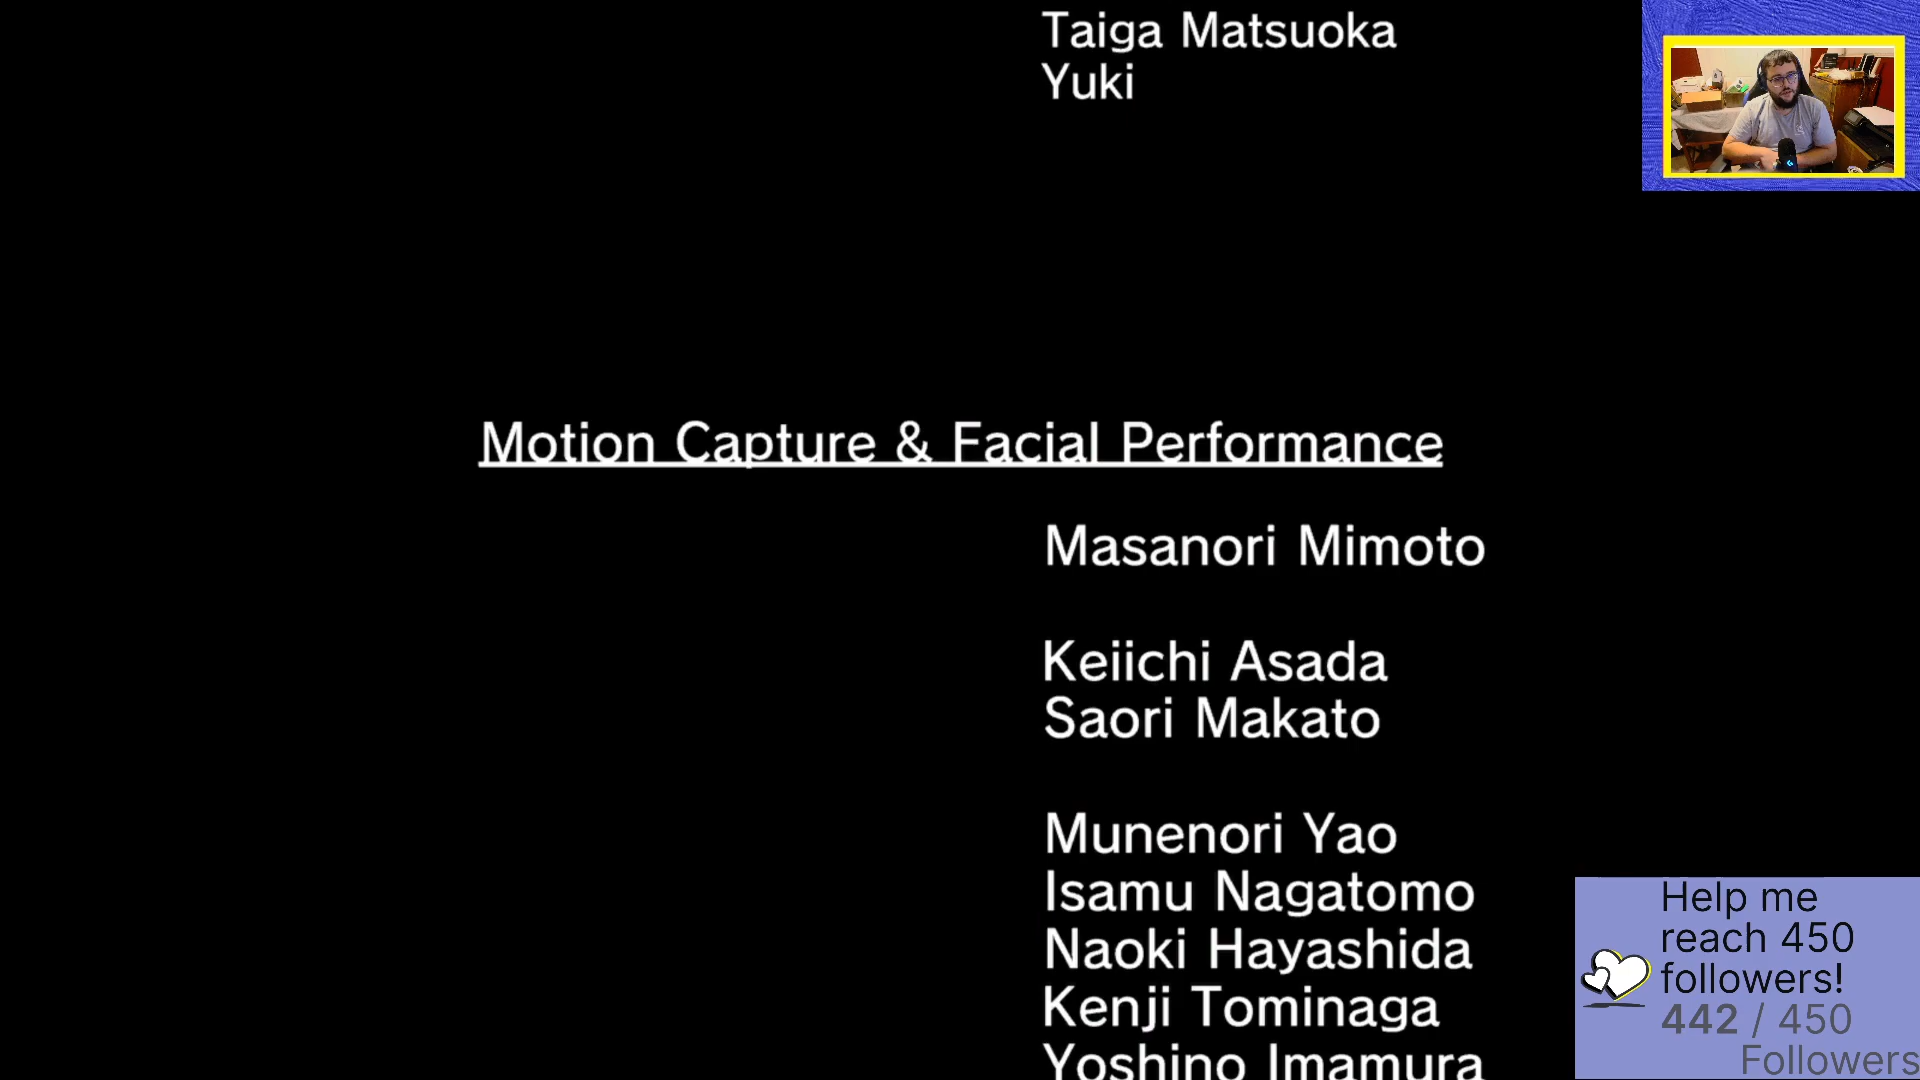 Taiga Matsuoka
Yuki
Motion Capture & Facial Performance
Masanori Mimoto
Keiichi Asada
Saori Makato
Munenori Yao
Isamu Nagatomo
Naoki Hayashida
Kenji Tominaga
Yoshino Imamura
Help me
reach 450
followers!
442 / 450
Followers